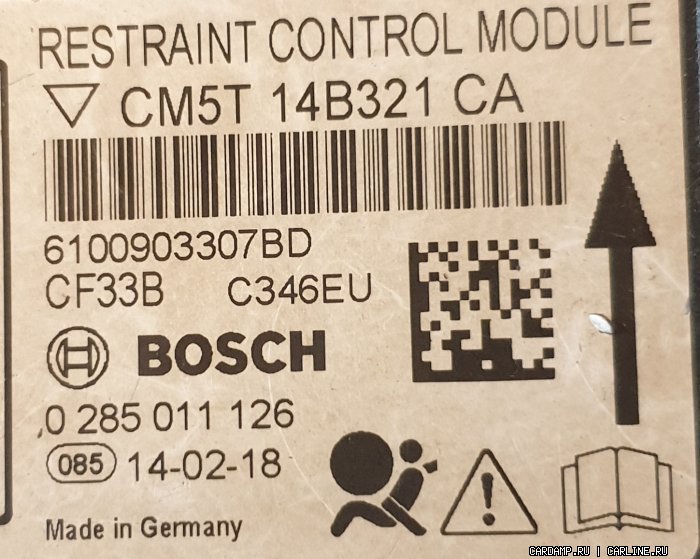 RESTRAINT CONTROL MODULE
CM5T 14B321 CA
6100903307BD
CF33B C346EU
BOSCH
0 285 011 126
085 14-02-18
Made in Germany
CARDAMP.RU | CARLINE.RU